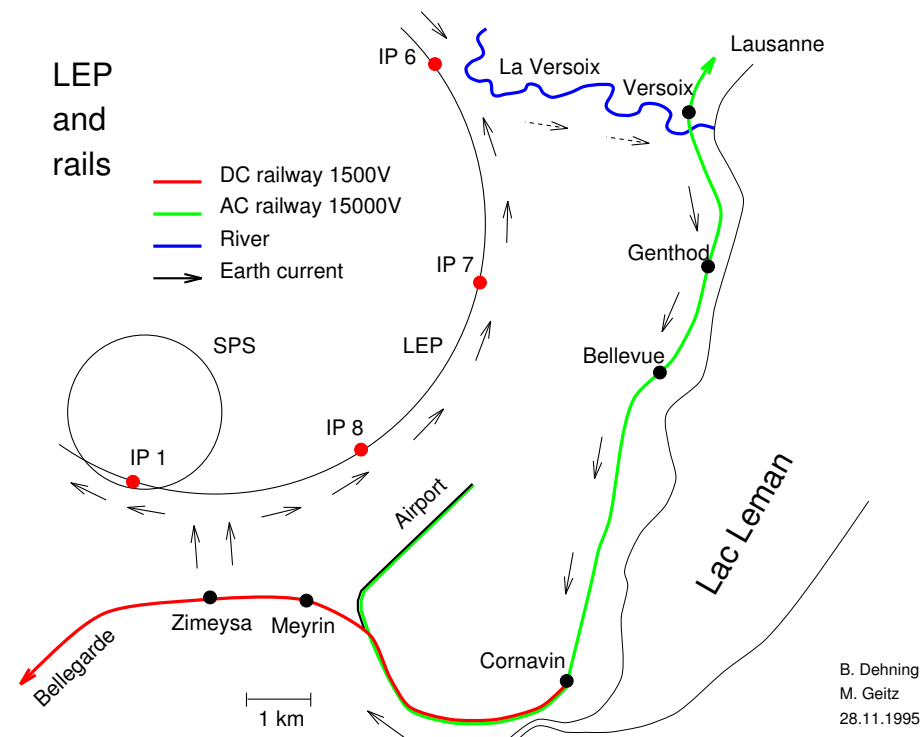 LEP
and
rails
DC railway 1500V
AC railway 15000V
River
Earth current
IP 6
La Versoix
Versoix
Lausanne
IP 7
Genthod
SPS
LEP
Bellevue
IP 8
IP 1
Airport
Lac Leman
Zimeysa
Meyrin
Bellegarde
Cornavin
1 km
B. Dehning
M. Geitz
28.11.1995